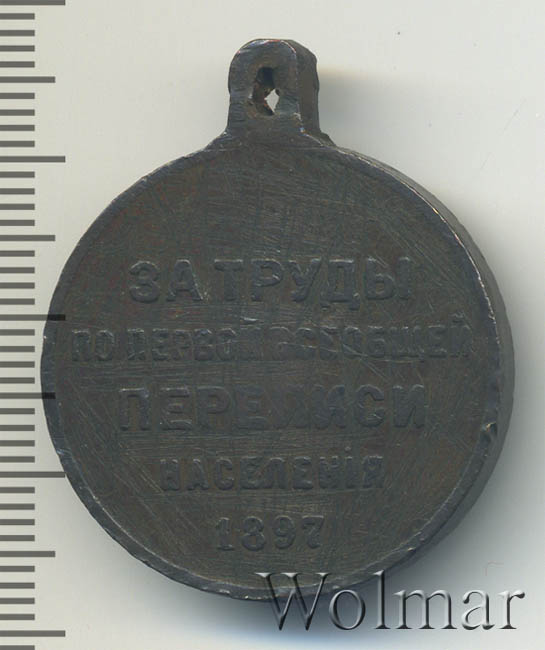 ЗА ТРУДЫ
ПО ПЕРВОЙ ВСЕОБЩЕЙ
ПЕРЕПИСИ
НАСЕЛЕНІЯ
1897
Wolmar